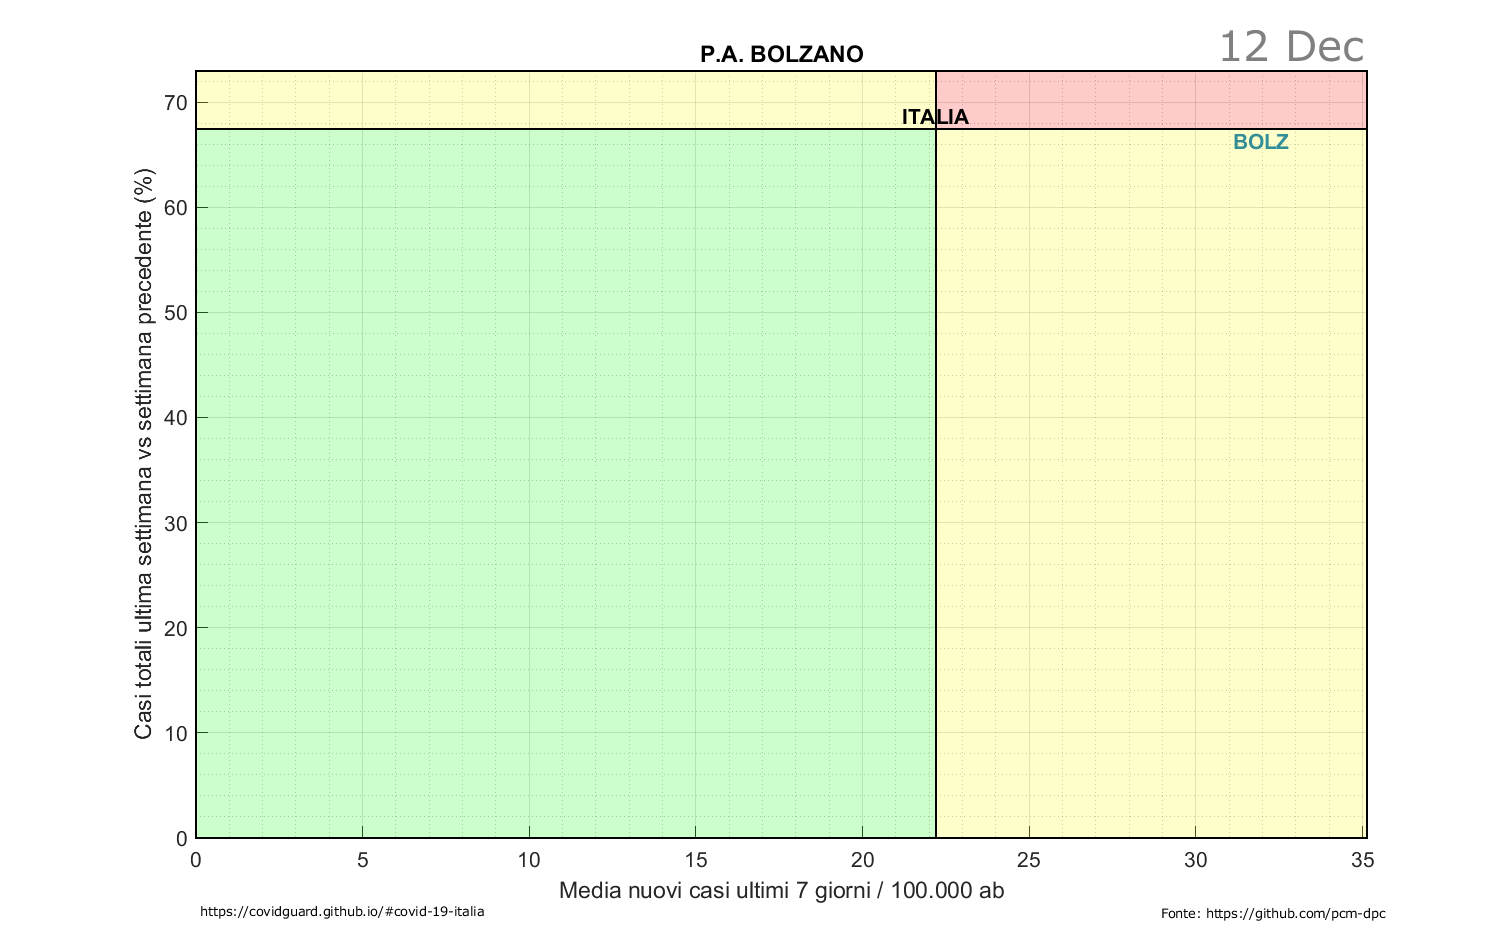 12 Dec
P.A. BOLZANO
ITALIA
BOLZ
Casi totali ultima settimana vs settimana precedente (%)
70
60
50
40
30
20
10
0
0 5 10 15 20 25 30 35
Media nuovi casi ultimi 7 giorni / 100.000 ab
https://covidguard.github.io/#covid-19-italia
Fonte: https://github.com/pcm-dpc